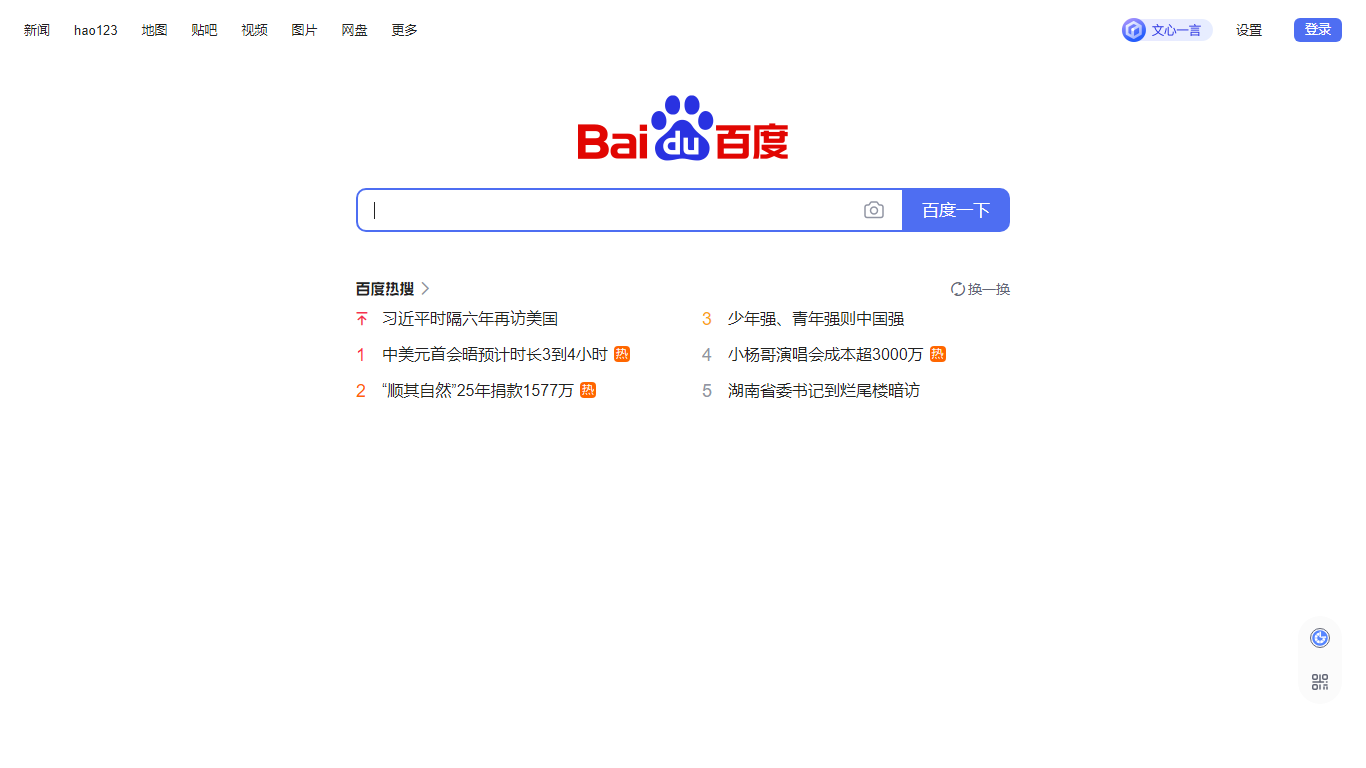 新闻 hao123 地图 贴吧 视频 图片 网盘 更多 文心一言 设置 登录
Bai du 百度
百度一下
百度热搜 换一换
习近平时隔六年再访美国
1 中美元首会晤预计时长3到4小时 热
2 “顺其自然”25年捐款1577万 热
3 少年强、青年强则中国强
4 小杨哥演唱会成本超3000万 热
5 湖南省委书记到烂尾楼暗访